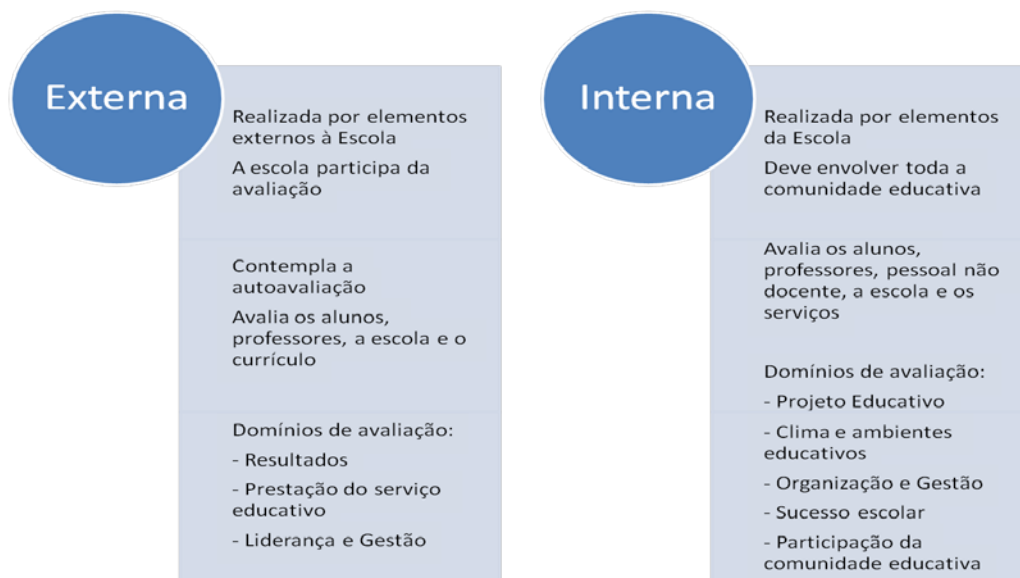 Externa
Realizada por elementos
externos à Escola
A escola participa da
avaliação
Contempla a
autoavaliação
Avalia os alunos,
professores, a escola e o
currículo
Domínios de avaliação:
- Resultados
- Prestação do serviço
educativo
- Liderança e Gestão
Interna
Realizada por elementos
da Escola
Deve envolver toda a
comunidade educativa
Avalia os alunos,
professores, pessoal não
docente, a escola e os
serviços
Domínios de avaliação:
- Projeto Educativo
- Clima e ambientes
educativos
- Organização e Gestão
- Sucesso escolar
- Participação da
comunidade educativa